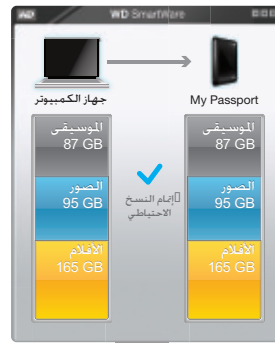 WD SmartWare
جهاز الكمبيوتر
My Passport
الموسيقى
87 GB
الموسيقى
87 GB
الصور
95 GB
إتمام النسخ
الاحتياطي
الصور
95 GB
الأفلام
165 GB
الأفلام
165 GB